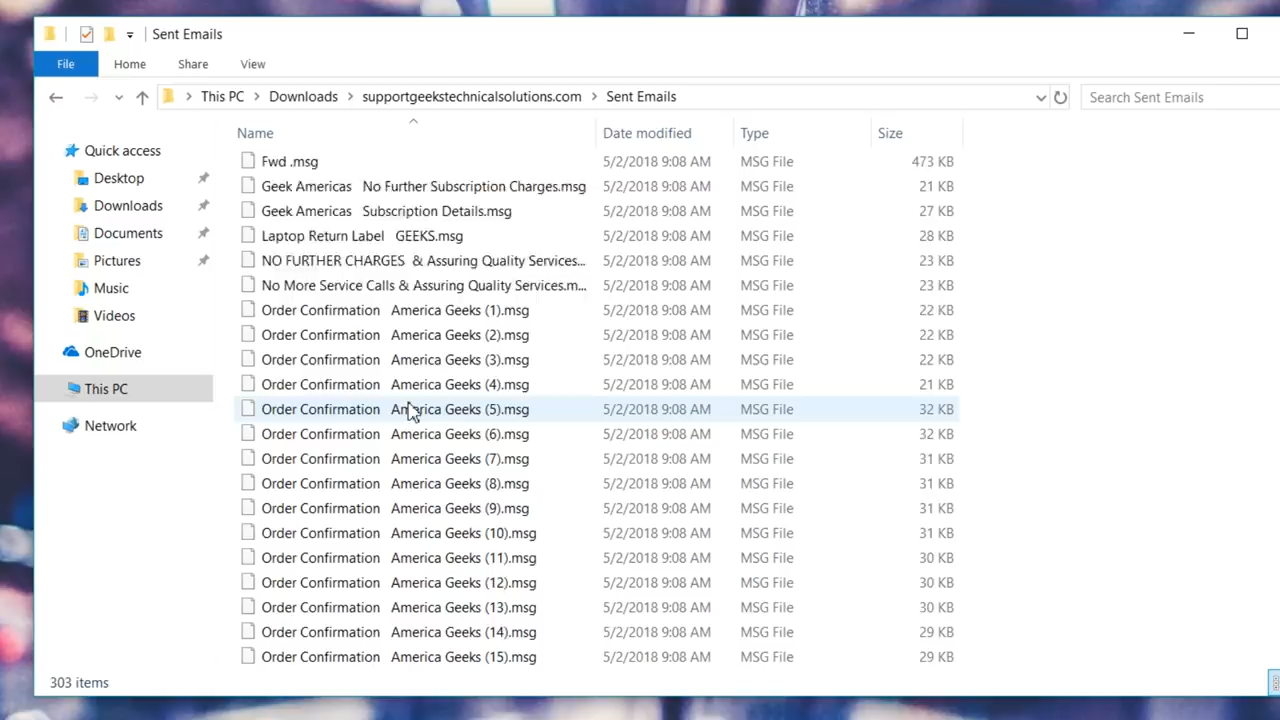 Sent Emails
File Home Share View
This PC Downloads supportgeekstechnicalsolutions.com Sent Emails Search Sent Emails
Name Date modified Type Size
Quick access
Desktop
Downloads
Documents
Pictures
Music
Videos
OneDrive
This PC
Network
Fwd .msg 5/2/2018 9:08 AM MSG File 473 KB
Geek Americas No Further Subscription Charges.msg 5/2/2018 9:08 AM MSG File 21 KB
Geek Americas Subscription Details.msg 5/2/2018 9:08 AM MSG File 27 KB
Laptop Return Label GEEKS.msg 5/2/2018 9:08 AM MSG File 28 KB
NO FURTHER CHARGES & Assuring Quality Services... 5/2/2018 9:08 AM MSG File 23 KB
No More Service Calls & Assuring Quality Services.m... 5/2/2018 9:08 AM MSG File 23 KB
Order Confirmation America Geeks (1).msg 5/2/2018 9:08 AM MSG File 22 KB
Order Confirmation America Geeks (2).msg 5/2/2018 9:08 AM MSG File 22 KB
Order Confirmation America Geeks (3).msg 5/2/2018 9:08 AM MSG File 22 KB
Order Confirmation America Geeks (4).msg 5/2/2018 9:08 AM MSG File 21 KB
Order Confirmation America Geeks (5).msg 5/2/2018 9:08 AM MSG File 32 KB
Order Confirmation America Geeks (6).msg 5/2/2018 9:08 AM MSG File 32 KB
Order Confirmation America Geeks (7).msg 5/2/2018 9:08 AM MSG File 31 KB
Order Confirmation America Geeks (8).msg 5/2/2018 9:08 AM MSG File 31 KB
Order Confirmation America Geeks (9).msg 5/2/2018 9:08 AM MSG File 31 KB
Order Confirmation America Geeks (10).msg 5/2/2018 9:08 AM MSG File 31 KB
Order Confirmation America Geeks (11).msg 5/2/2018 9:08 AM MSG File 30 KB
Order Confirmation America Geeks (12).msg 5/2/2018 9:08 AM MSG File 30 KB
Order Confirmation America Geeks (13).msg 5/2/2018 9:08 AM MSG File 30 KB
Order Confirmation America Geeks (14).msg 5/2/2018 9:08 AM MSG File 29 KB
Order Confirmation America Geeks (15).msg 5/2/2018 9:08 AM MSG File 29 KB
303 items